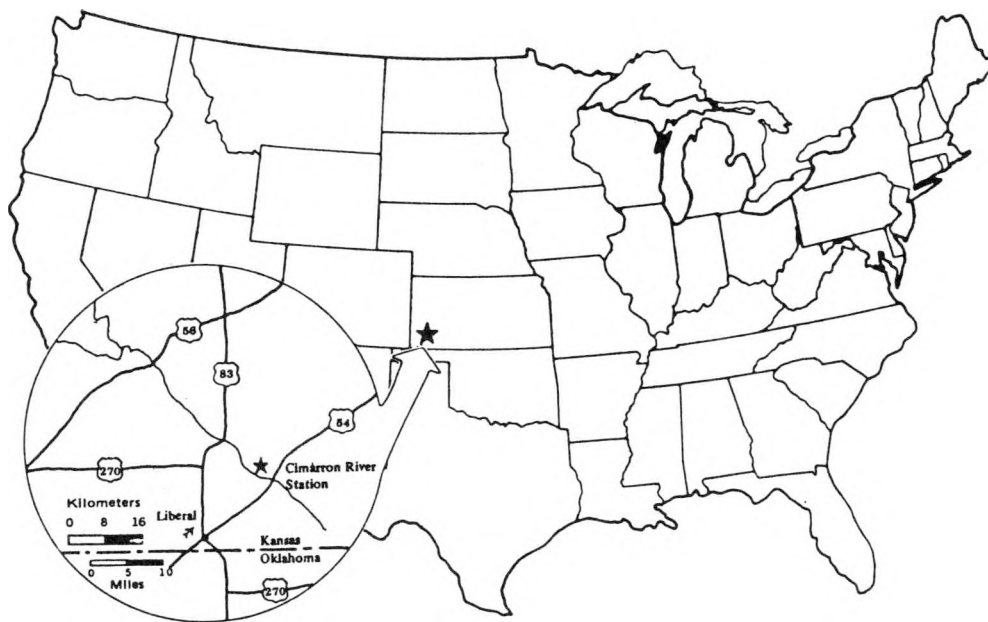 56
83
54
270
Cimarron River
Station
Kilometers
0 8 16
Liberal
Kansas
Oklahoma
0 5 10
Miles
270